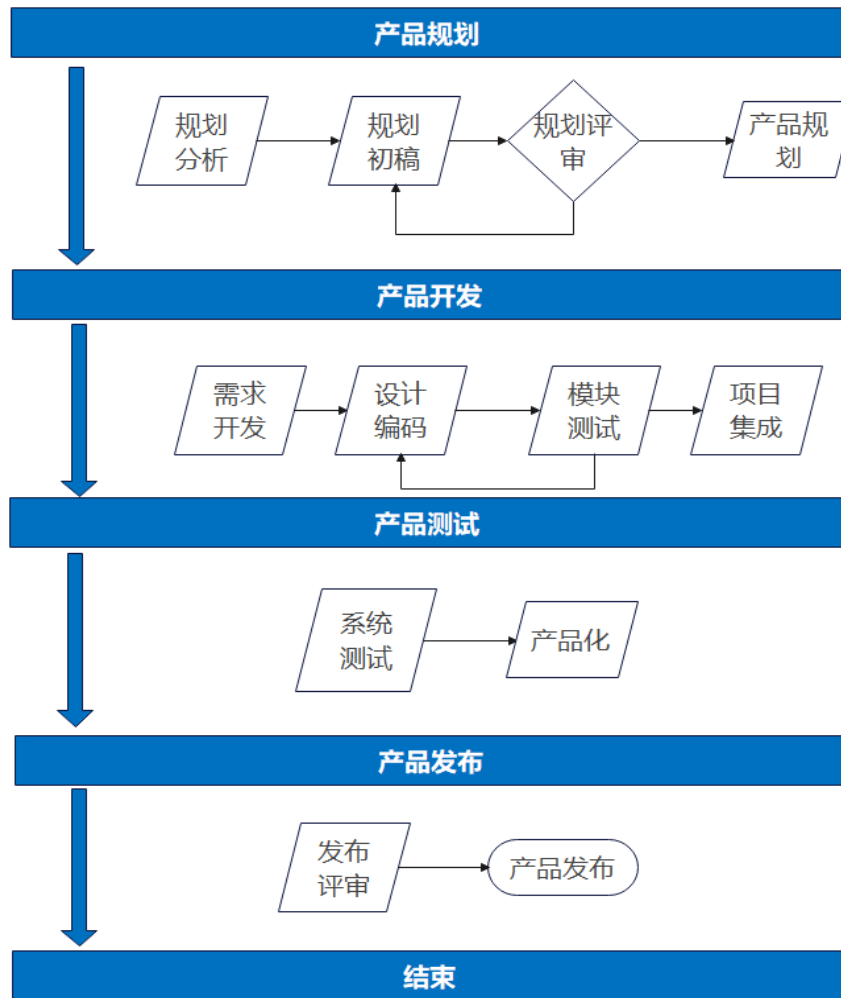 产品规划
规划
分析
规划
初稿
规划评
审
产品规
划
产品开发
需求
开发
设计
编码
模块
测试
项目
集成
产品测试
系统
测试
产品化
产品发布
发布
评审
产品发布
结束